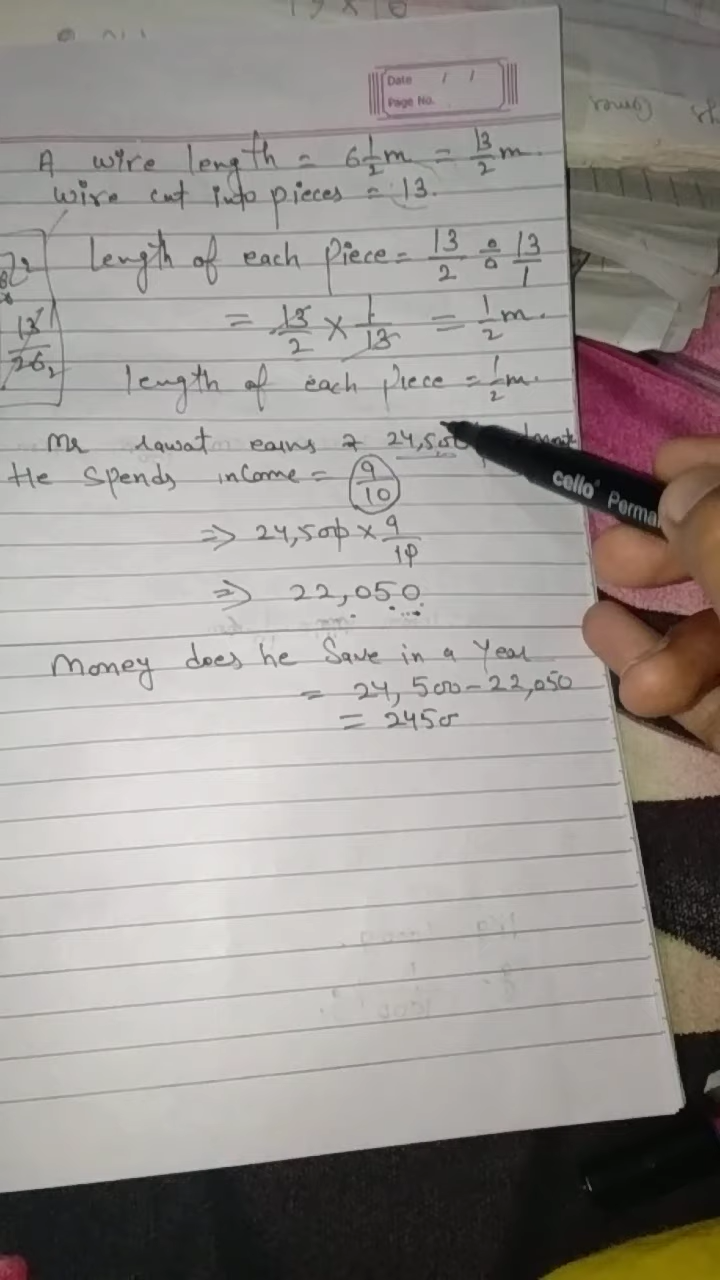 Date / /
Page No.
A wire length = 6 1/2 m = 13/2 m.
Wire cut into pieces = 13.
length of each Piece = 13/2 ÷ 13/1
= 13/2 × 1/13 = 1/2 m.
length of each Piece = 1/2 m.
13
26 2
Mr rawat earns ₹ 24,500
He Spends income = 9/10
=> 24,500 × 9/10
=> 22,050
Money does he Save in a Year
= 24,500 - 22,050
= 2450
cello Perma